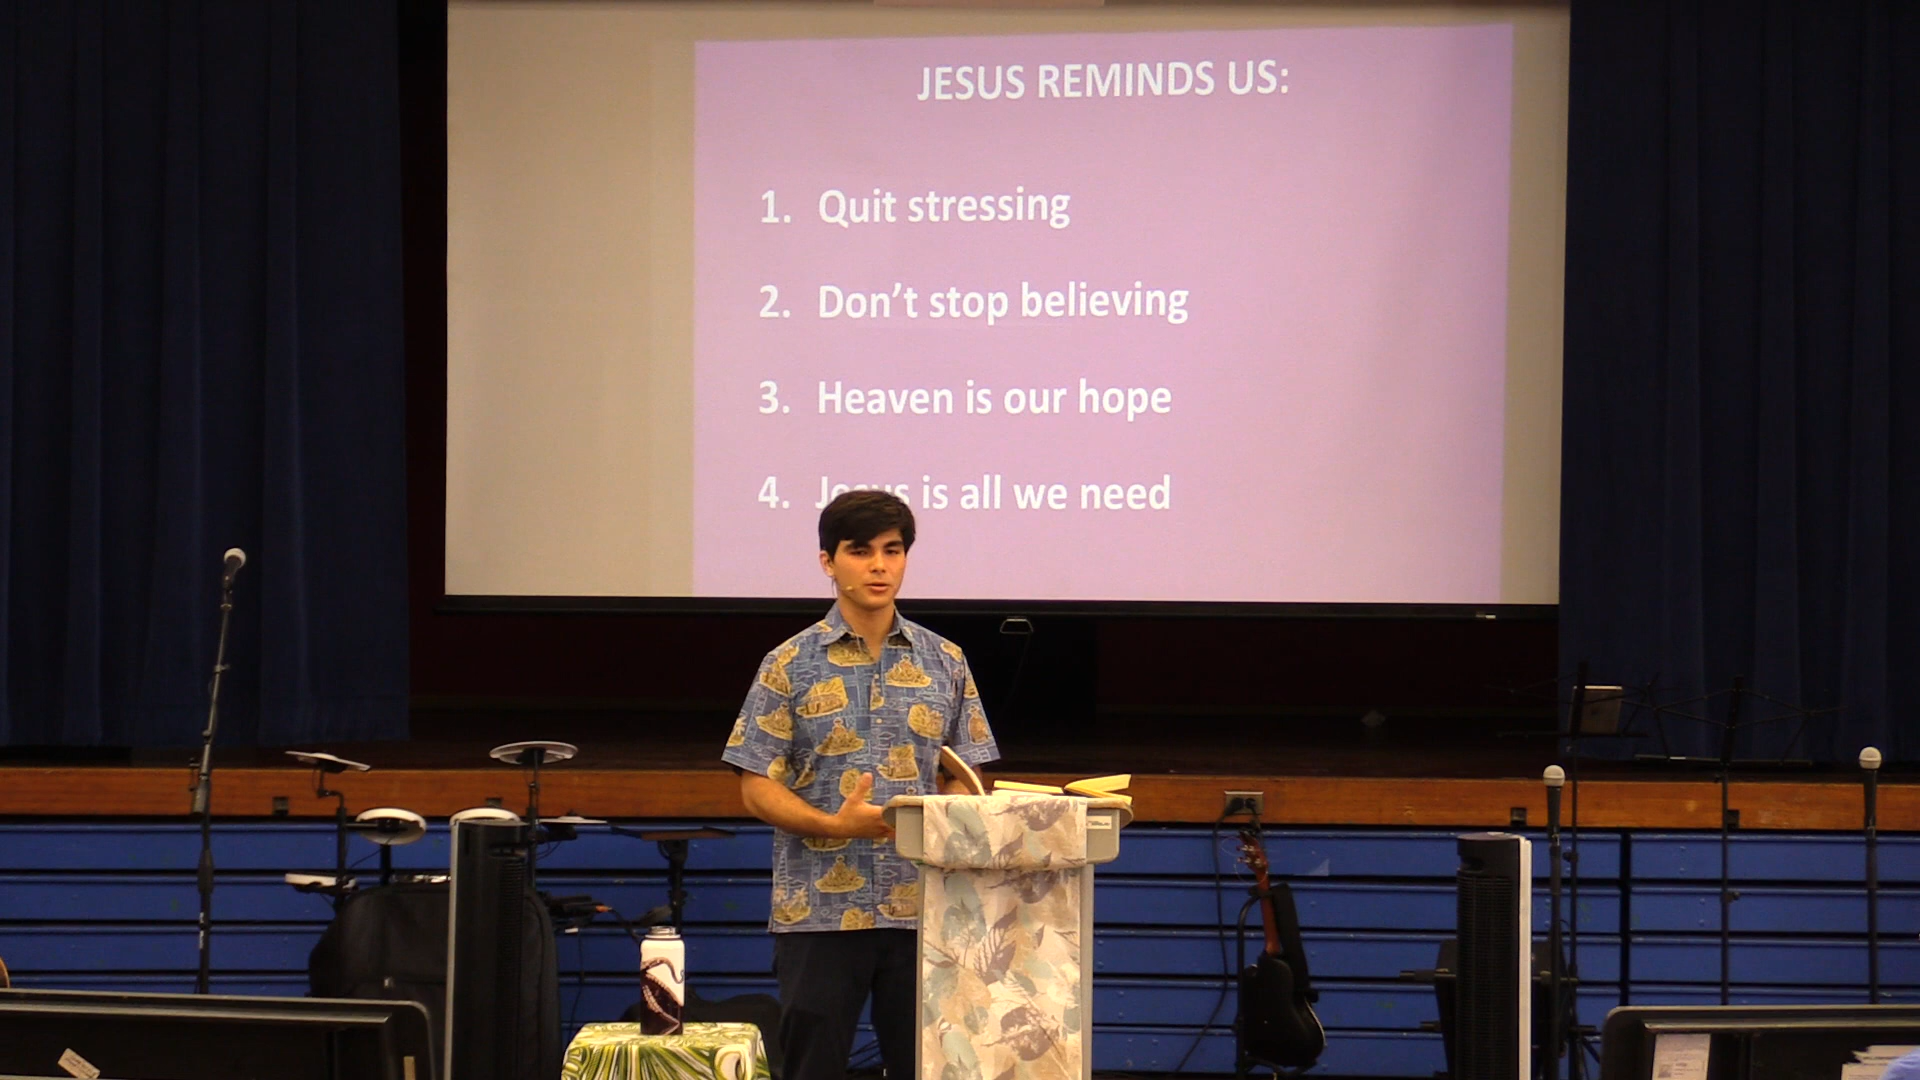 JESUS REMINDS US:
1. Quit stressing
2. Don't stop believing
3. Heaven is our hope
4. Jesus is all we need